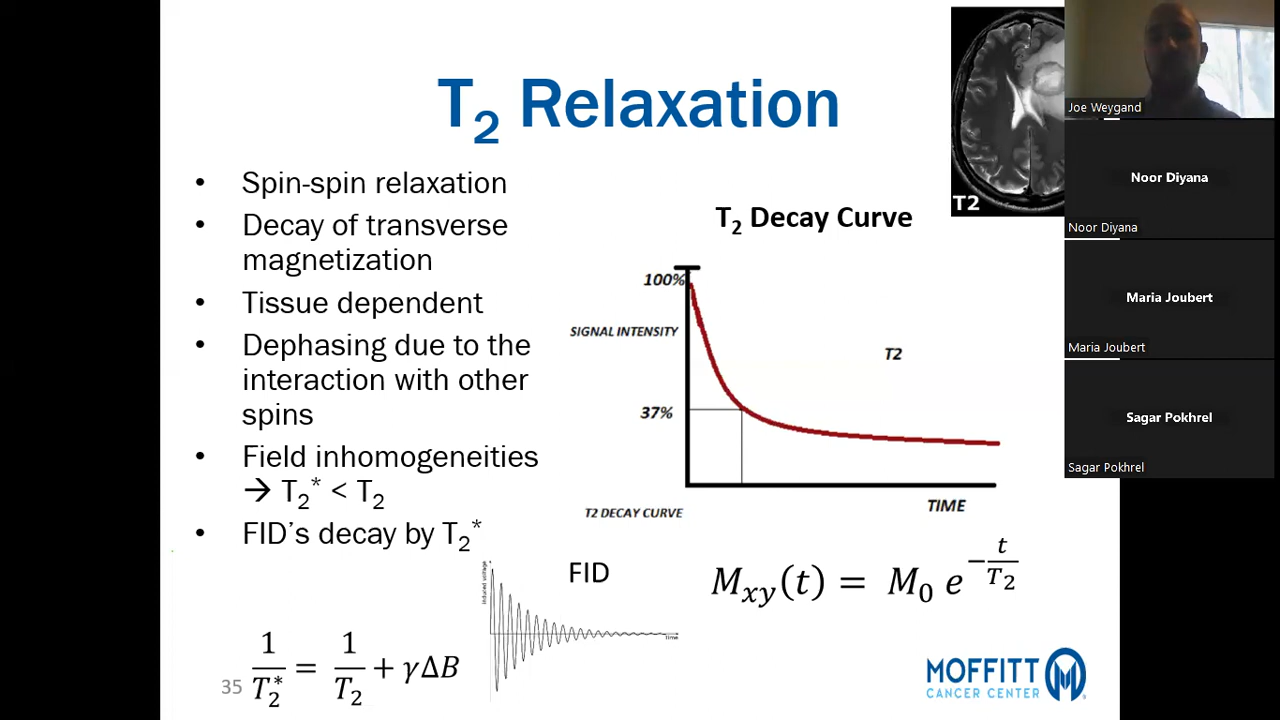 T₂ Relaxation
• Spin-spin relaxation
• Decay of transverse
magnetization
• Tissue dependent
• Dephasing due to the
interaction with other
spins
• Field inhomogeneities
→ T₂* < T₂
• FID’s decay by T₂*
T2
T₂ Decay Curve
100%
SIGNAL INTENSITY
T2
37%
TIME
T2 DECAY CURVE
Induced voltage
FID
Time
M_xy(t) = M₀ e^(-t/T₂)
1/T₂* = 1/T₂ + γΔB
35
MOFFITT
CANCER CENTER
Joe Weygand
Noor Diyana
Noor Diyana
Maria Joubert
Maria Joubert
Sagar Pokhrel
Sagar Pokhrel